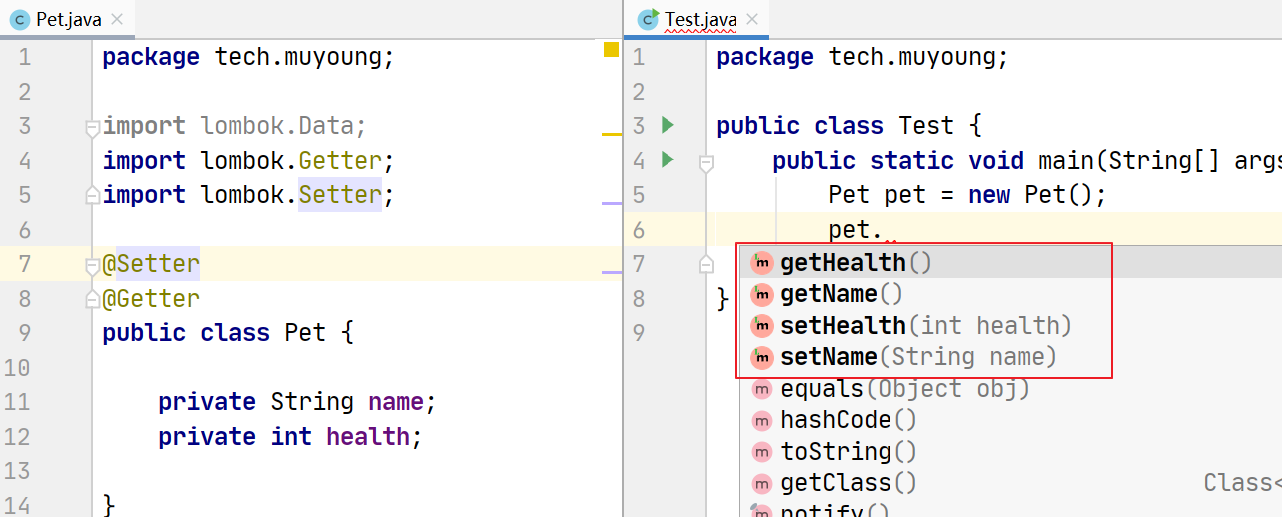 Pet.java
1 package tech.muyoung;
2
3 import lombok.Data;
4 import lombok.Getter;
5 import lombok.Setter;
6
7 @Setter
8 @Getter
9 public class Pet {
10
11 private String name;
12 private int health;
13
14 }
Test.java
1 package tech.muyoung;
2
3 public class Test {
4 public static void main(String[] args
5 Pet pet = new Pet();
6 pet.
7
8 }
9
getHealth()
getName()
setHealth(int health)
setName(String name)
equals(Object obj)
hashCode()
toString()
getClass() Class<
notify()